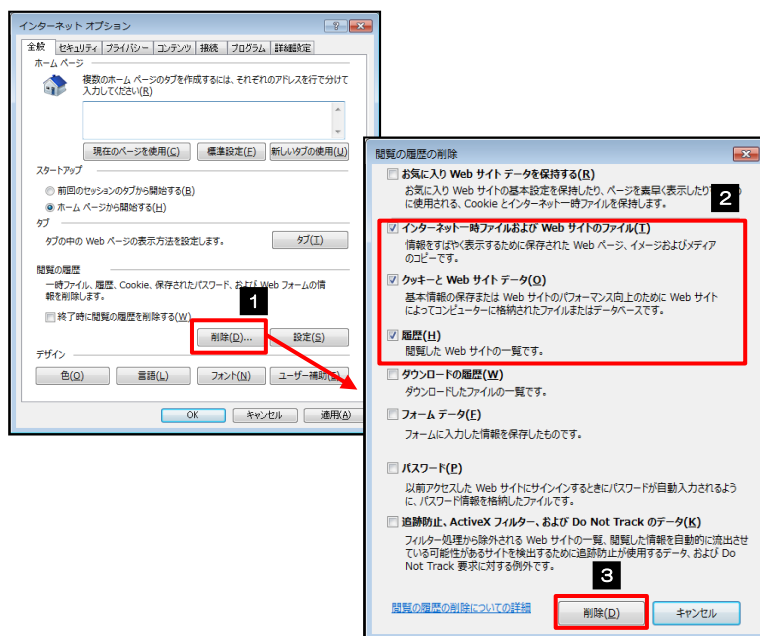 インターネット オプション
全般 セキュリティ プライバシー コンテンツ 接続 プログラム 詳細設定
ホーム ページ
複数のホーム ページのタブを作成するには、それぞれのアドレスを行で分けて
入力してください(R)
現在のページを使用(C) 標準設定(F) 新しいタブの使用(U)
スタートアップ
前回のセッションのタブから開始する(B)
ホーム ページから開始する(H)
タブ
タブの中の Web ページの表示方法を設定します。 タブ(T)
閲覧の履歴
一時ファイル、履歴、Cookie、保存されたパスワード、および Web フォームの情
報を削除します。
1
終了時に閲覧の履歴を削除する(W)
削除(D)... 設定(S)
デザイン
色(O) 言語(L) フォント(N) ユーザー補助(E)
OK キャンセル 適用(A)
閲覧の履歴の削除
お気に入り Web サイト データを保持する(R)
お気に入り Web サイトの基本設定を保持したり、ページを素早く表示したり
に使用される、Cookie とインターネット一時ファイルを保持します。
2
インターネット一時ファイルおよび Web サイトのファイル(T)
情報をすばやく表示するために保存された Web ページ、イメージおよびメディア
のコピーです。
クッキーと Web サイト データ(O)
基本情報の保存または Web サイトのパフォーマンス向上のために Web サイト
によってコンピューターに格納されたファイルまたはデータベースです。
履歴(H)
閲覧した Web サイトの一覧です。
ダウンロードの履歴(W)
ダウンロードしたファイルの一覧です。
フォーム データ(F)
フォームに入力した情報を保存したものです。
パスワード(P)
以前アクセスした Web サイトにサインインするときにパスワードが自動入力されるよう
に、パスワード情報を格納したファイルです。
追跡防止、ActiveX フィルター、および Do Not Track のデータ(K)
フィルター処理から除外される Web サイトの一覧、閲覧した情報を自動的に流出させ
ている可能性があるサイトを検出するために追跡防止が使用するデータ、および Do
Not Track 要求に対する例外です。
3
閲覧の履歴の削除についての詳細 削除(D) キャンセル